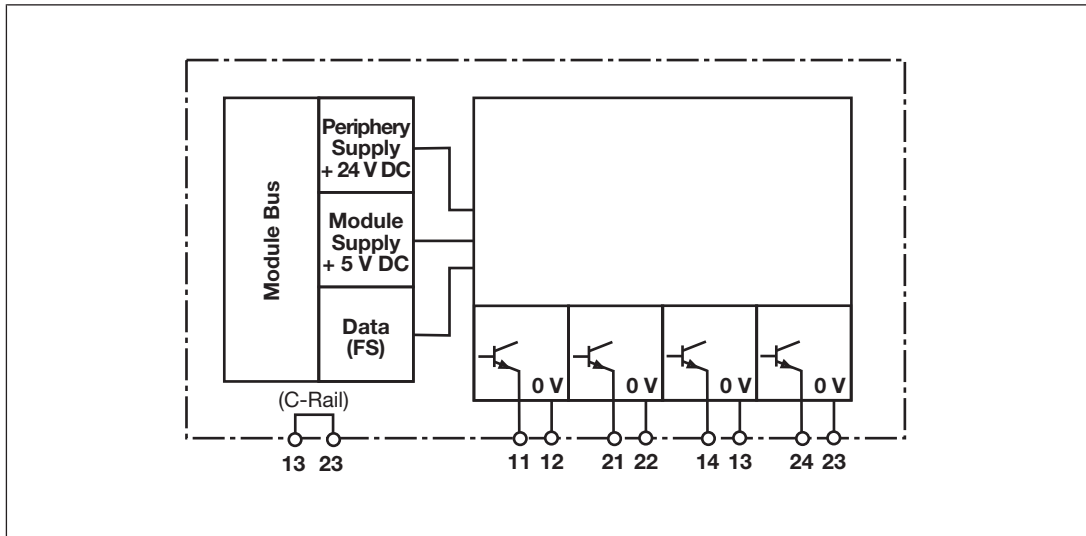 Module Bus
Periphery
Supply
+ 24 V DC
Module
Supply
+ 5 V DC
Data
(FS)
(C-Rail)
13 23
0 V 0 V 0 V 0 V
11 12 21 22 14 13 24 23